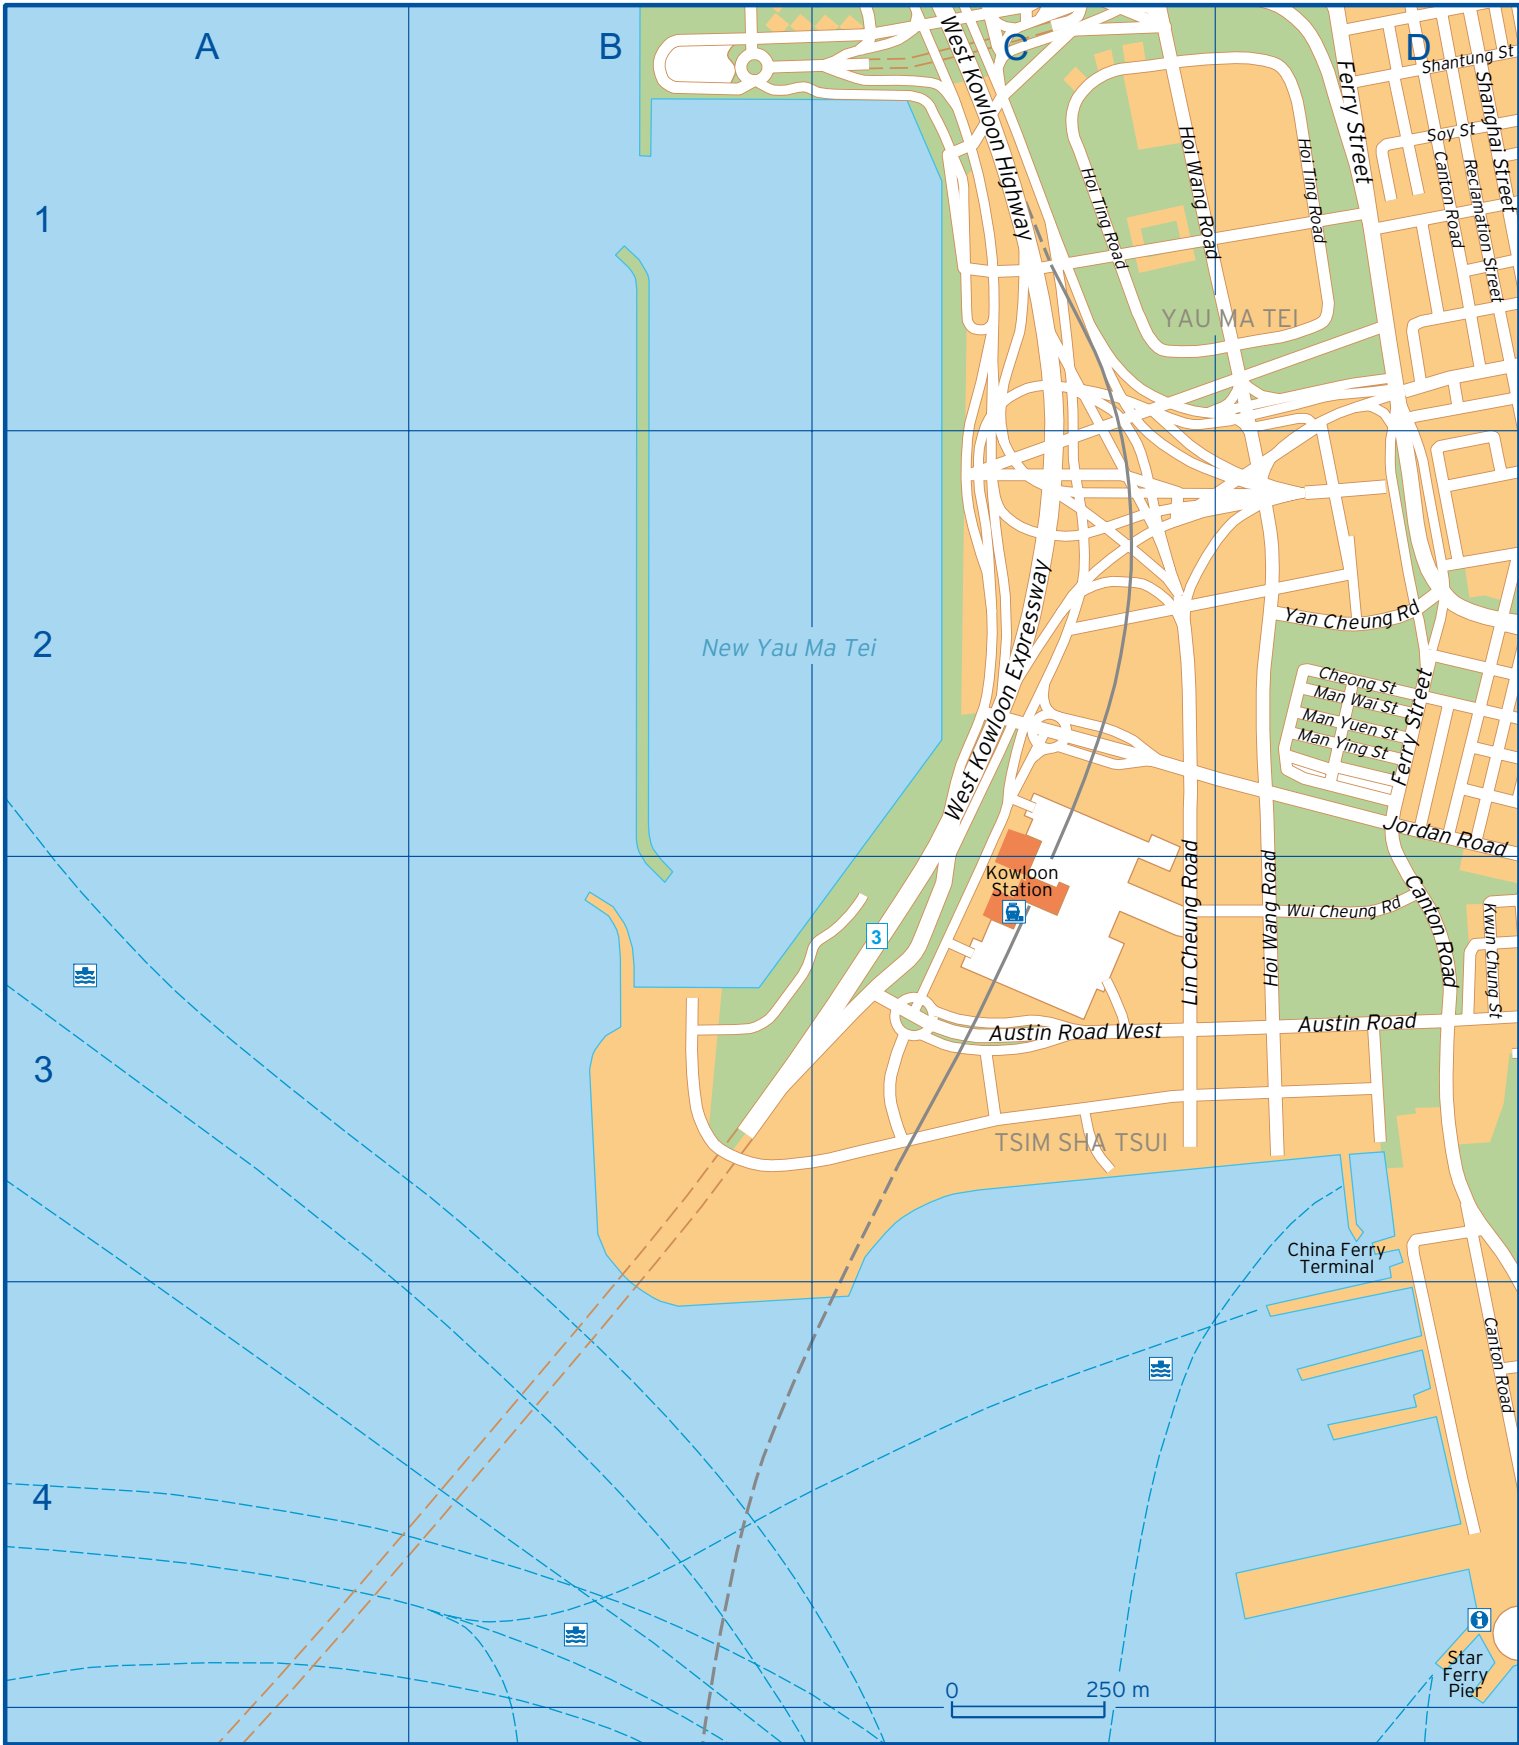 A
B
C
D
1
2
3
4
West Kowloon Highway
Ferry Street
Shantung St
Shanghai Street
Soy St
Canton Road
Reclamation Street
Hoi Wang Road
Hoi Ting Road
Hoi Ting Road
YAU MA TEI
New Yau Ma Tei
West Kowloon Expressway
Yan Cheung Rd
Cheong St
Man Wai St
Man Yuen St
Man Ying St
Ferry Street
Jordan Road
Kowloon
Station
3
Lin Cheung Road
Hoi Wang Road
Wui Cheung Rd
Canton Road
Kwun Chung St
Austin Road West
Austin Road
TSIM SHA TSUI
China Ferry
Terminal
Canton Road
Star
Ferry
Pier
0
250 m